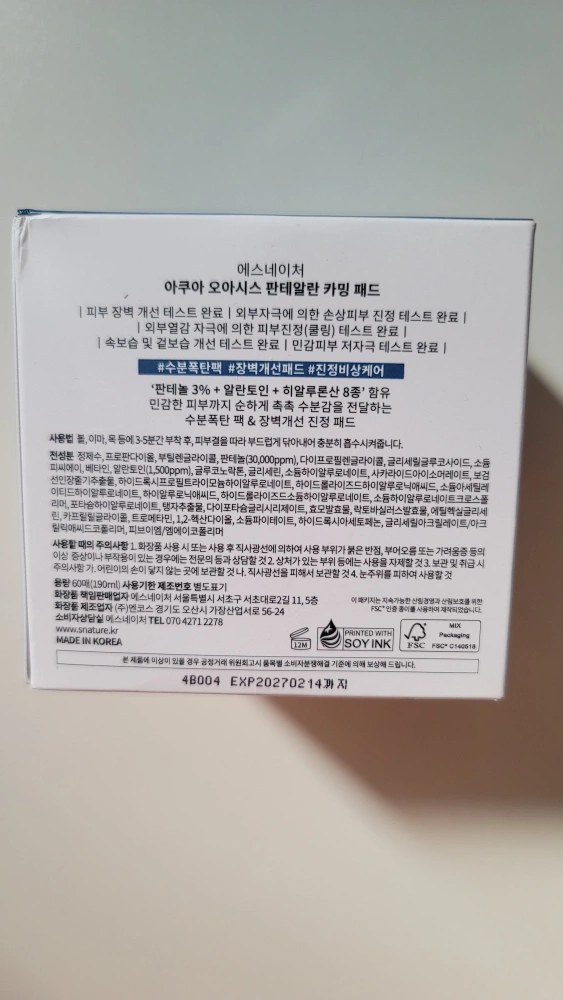 에스네이처
아쿠아 오아시스 판테알란 카밍 패드
| 피부 장벽 개선 테스트 완료 | 외부자극에 의한 손상피부 진정 테스트 완료 |
| 외부열감 자극에 의한 피부진정(쿨링) 테스트 완료 |
| 속보습 및 겉보습 개선 테스트 완료 | 민감피부 저자극 테스트 완료 |
#수분폭탄팩 #장벽개선패드 #진정비상케어
‘판테놀 3% + 알란토인 + 히알루론산 8종’ 함유
민감한 피부까지 순하게 촉촉 수분감을 전달하는
수분폭탄 팩 & 장벽개선 진정 패드
사용법 볼, 이마, 목 등에 3-5분간 부착 후, 피부결을 따라 부드럽게 닦아내어 충분히 흡수시켜줍니다.
전성분 정제수, 프로판다이올, 부틸렌글라이콜, 판테놀(30,000ppm), 다이프로필렌글라이콜, 글리세릴글루코사이드, 소듐
피씨에이, 베타인, 알란토인(1,500ppm), 글루코노락톤, 글리세린, 소듐하이알루로네이트, 사카라이드아이소머레이트, 보검
선인장줄기추출물, 하이드록시프로필트라이모늄하이알루로네이트, 하이드롤라이즈드하이알루로닉애씨드, 소듐아세틸레
이티드하이알루로네이트, 하이알루로닉애씨드, 하이드롤라이즈드소듐하이알루로네이트, 소듐하이알루로네이트크로스폴
리머, 포타슘하이알루로네이트, 탱자추출물, 다이포타슘글리시리제이트, 효모발효물, 락토바실러스발효물, 에틸헥실글리세
린, 카프릴릴글라이콜, 트로메타민, 1,2-헥산다이올, 소듐파이테이트, 하이드록시아세토페논, 글리세릴아크릴레이트/아크
릴릭애씨드코폴리머, 피브이엠/엠에이코폴리머
사용할 때의 주의사항 1. 화장품 사용 시 또는 사용 후 직사광선에 의하여 사용 부위가 붉은 반점, 부어오름 또는 가려움증 등의
이상 증상이나 부작용이 있는 경우에는 전문의 등과 상담할 것 2. 상처가 있는 부위 등에는 사용을 자제할 것 3. 보관 및 취급 시
주의사항 가. 어린이의 손이 닿지 않는 곳에 보관할 것 나. 직사광선을 피해서 보관할 것 4. 눈주위를 피하여 사용할 것
용량 60매(190ml) 사용기한 제조번호 별도표기
화장품 책임판매업자 에스네이처 서울특별시 서초구 서초대로2길 11, 5층
화장품 제조업자 (주)엔코스 경기도 오산시 가장산업서로 56-24
소비자상담실 에스네이처 TEL 070 4271 2278
www.snature.kr
MADE IN KOREA
이 패키지는 지속가능한 산림경영과 산림보호를 위한
FSC® 인증 종이를 사용하여 제작되었습니다.
12M
PRINTED WITH
SOY INK
FSC
MIX
Packaging
FSC® C140516
본 제품에 이상이 있을 경우 공정거래 위원회고시 품목별 소비자분쟁해결 기준에 의해 보상해 드립니다.
4B004 EXP20270214까지